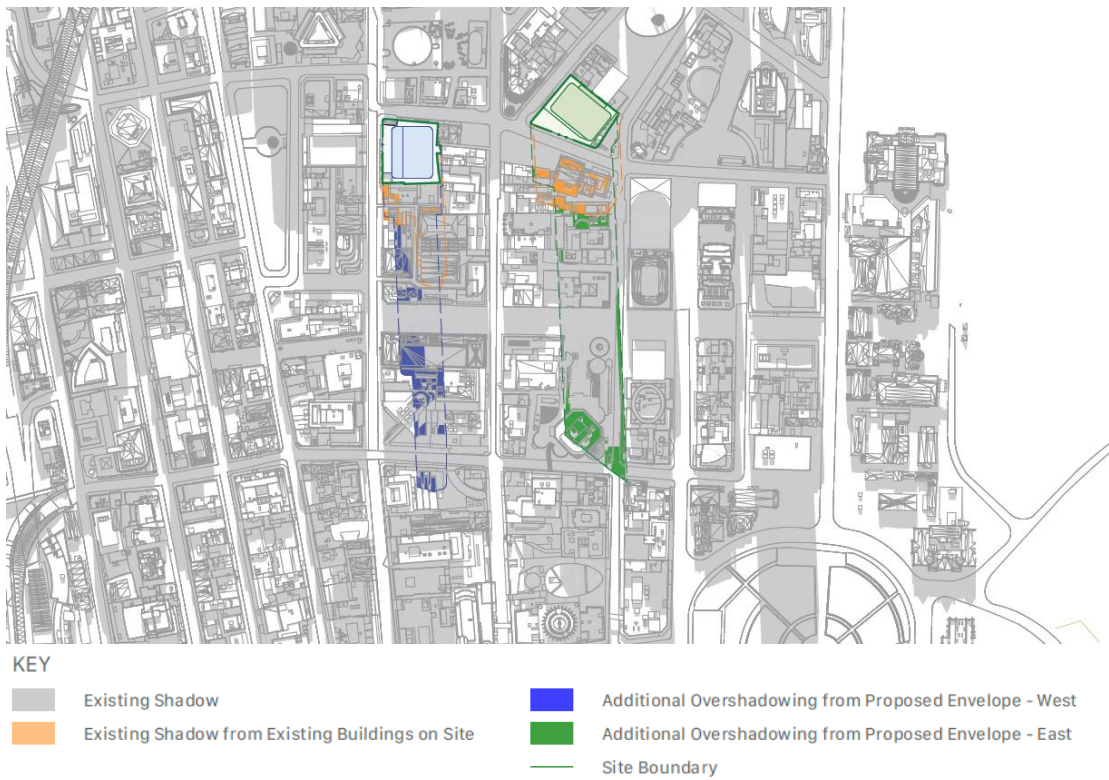 KEY
Existing Shadow
Existing Shadow from Existing Buildings on Site
Additional Overshadowing from Proposed Envelope - West
Additional Overshadowing from Proposed Envelope - East
Site Boundary